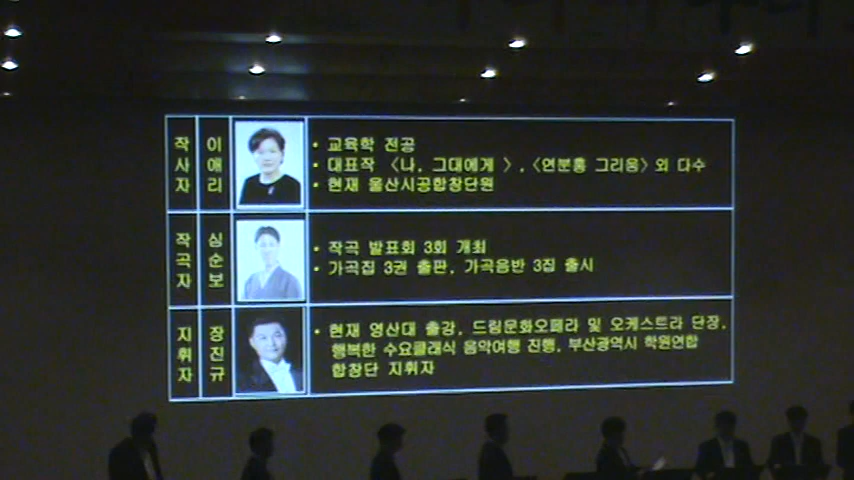 작사자 이애리
• 교육학 전공
• 대표작 〈나, 그대에게 〉, 〈연분홍 그리움〉 외 다수
• 현재 울산시공합창단원
작곡자 심순보
• 작곡 발표회 3회 개최
• 가곡집 3권 출판, 가곡음반 3집 출시
지휘자 장진규
• 현재 영산대 출강, 드림문화오페라 및 오케스트라 단장,
행복한 수요클래식 음악여행 진행, 부산광역시 학원연합
합창단 지휘자